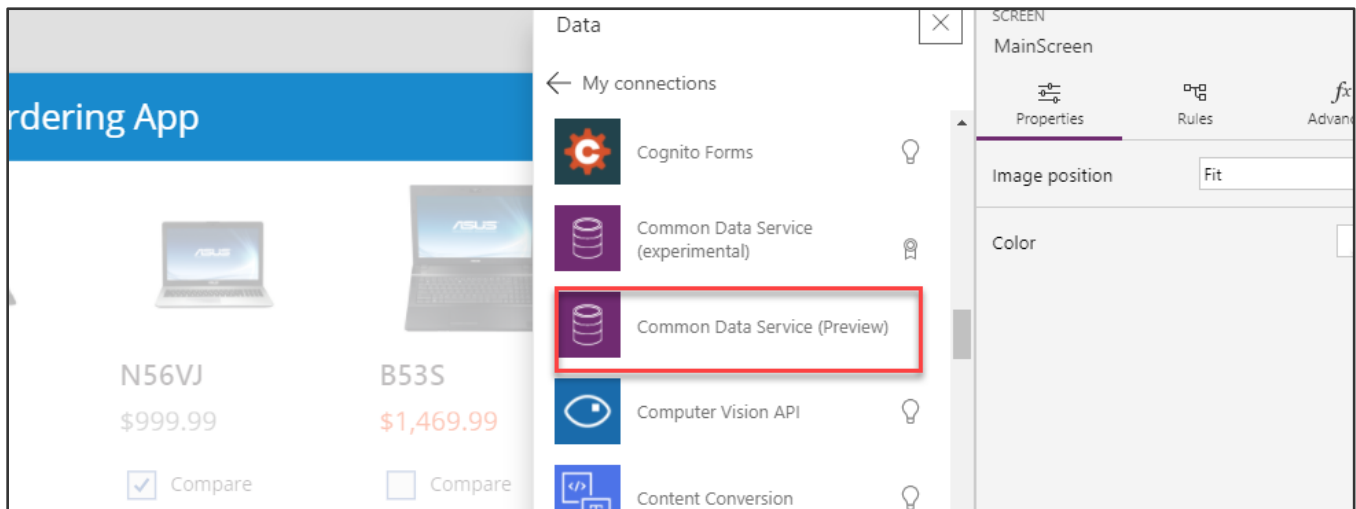 rdering App
N56VJ
$999.99
Compare
B53S
$1,469.99
Compare
Data
My connections
Cognito Forms
Common Data Service
(experimental)
Common Data Service (Preview)
Computer Vision API
Content Conversion
SCREEN
MainScreen
Properties
Rules
Advanc
Image position
Fit
Color